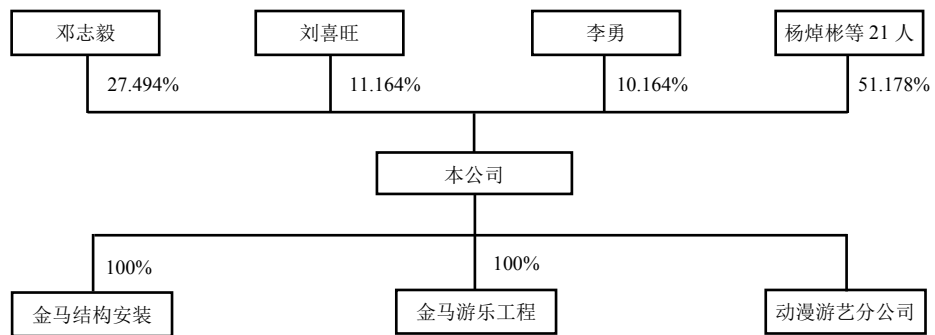 邓志毅
刘喜旺
李勇
杨焯彬等 21 人
27.494%
11.164%
10.164%
51.178%
本公司
100%
100%
金马结构安装
金马游乐工程
动漫游艺分公司